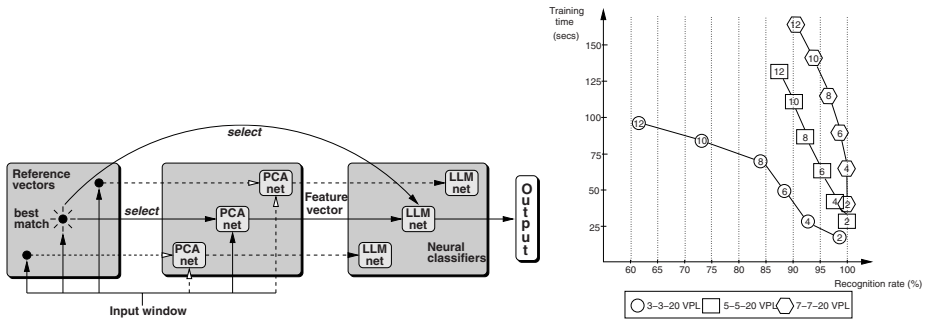 select
Reference
vectors
best
match
select
PCA
net
PCA
net
PCA
net
Feature
vector
LLM
net
LLM
net
LLM
net
Neural
classifiers
Output
Input window
Training
time
(secs)
150
125
100
75
50
25
60 65 70 75 80 85 90 95 100
Recognition rate (%)
12 10 8 6 4 2
12 10 8 6 4 2
12 10 8 6 4 2
3–3–20 VPL 5–5–20 VPL 7–7–20 VPL